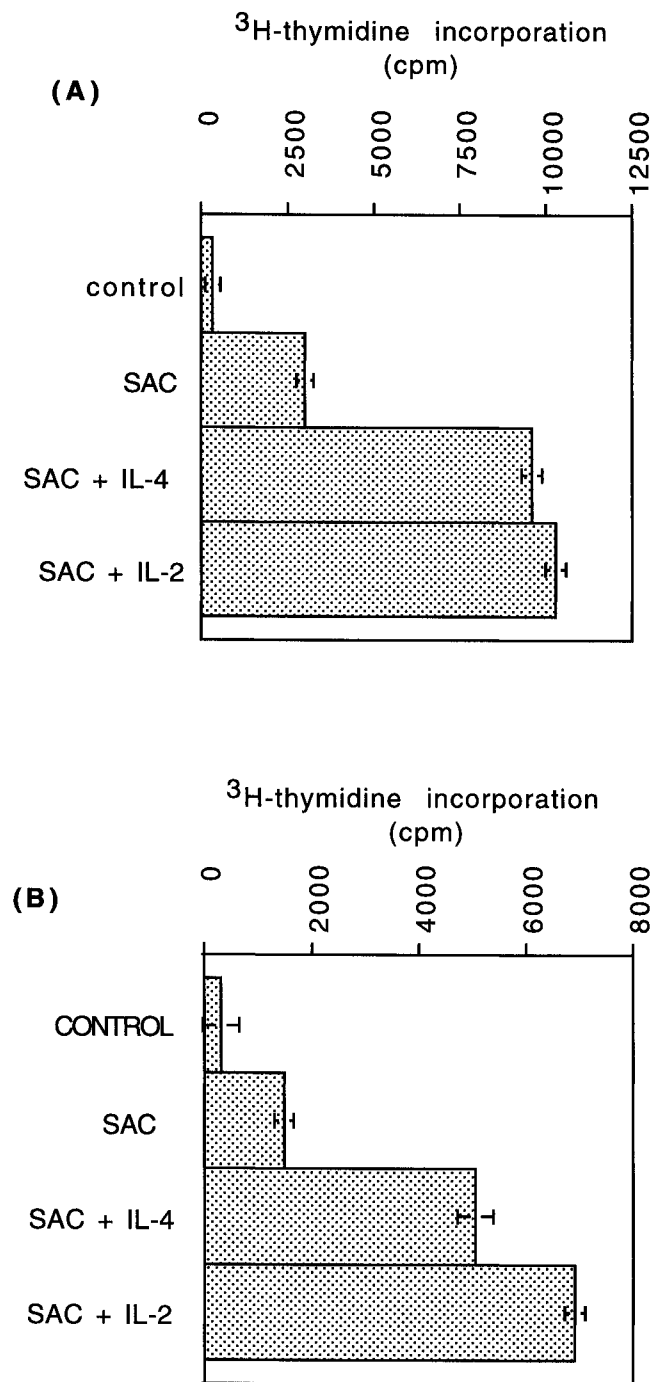 ³H-thymidine incorporation
(cpm)
(A)
0 2500 5000 7500 10000 12500
control
SAC
SAC + IL-4
SAC + IL-2
³H-thymidine incorporation
(cpm)
(B)
0 2000 4000 6000 8000
CONTROL
SAC
SAC + IL-4
SAC + IL-2